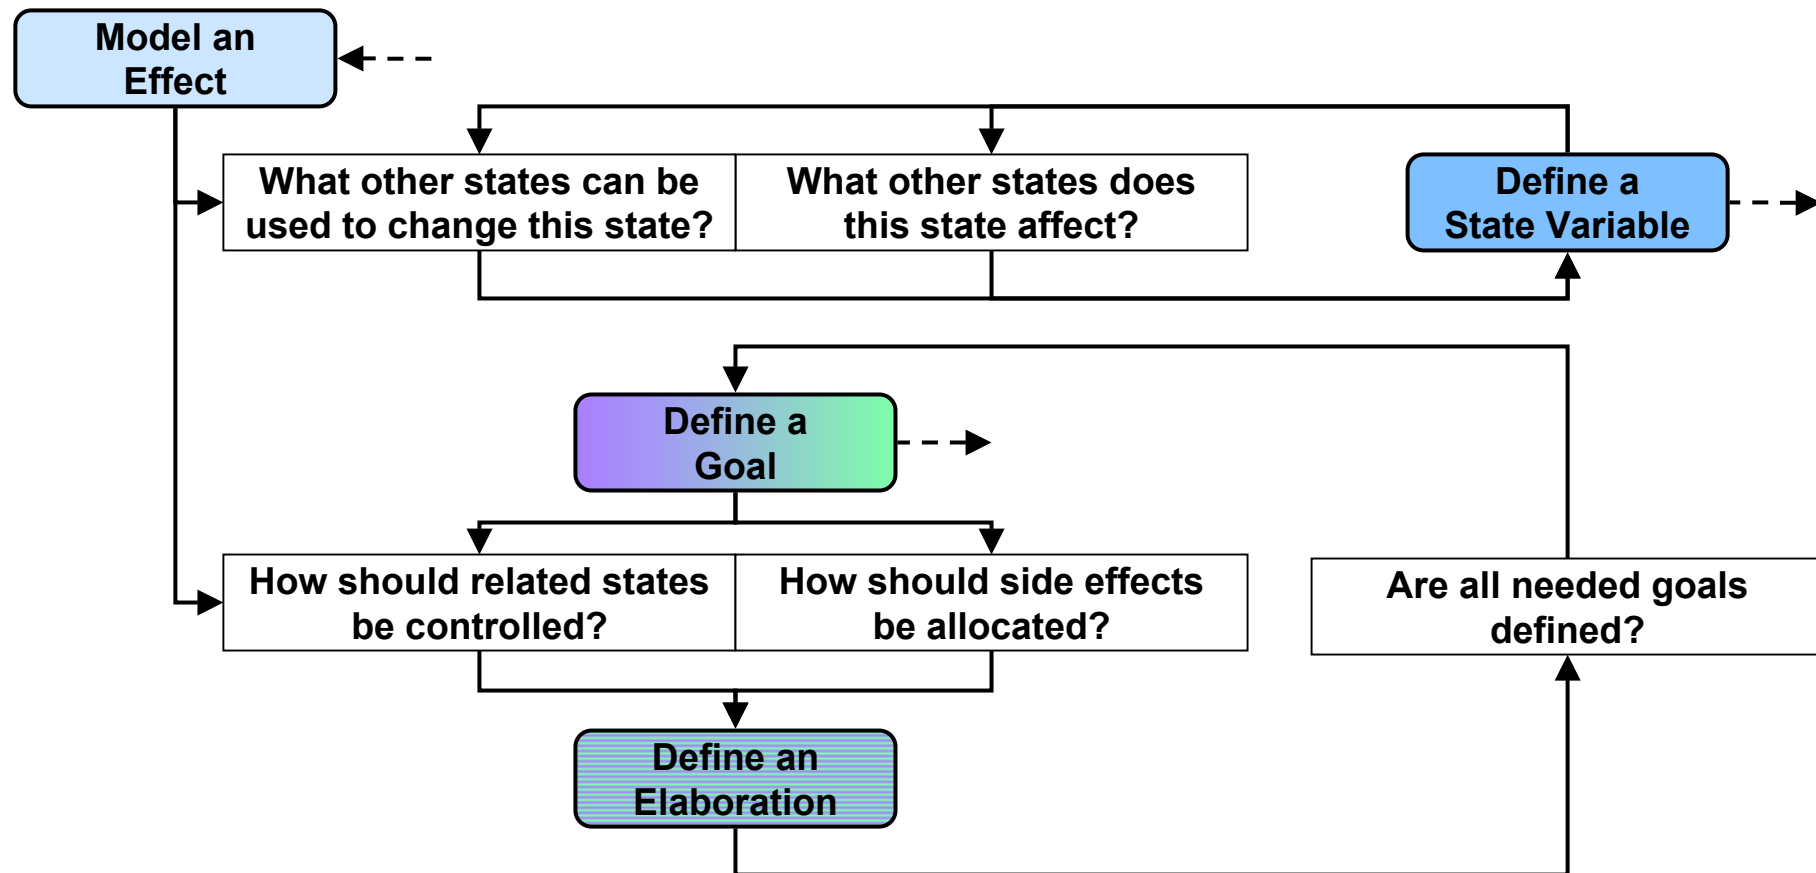 Model an
Effect
What other states can be
used to change this state?
What other states does
this state affect?
Define a
State Variable
Define a
Goal
How should related states
be controlled?
How should side effects
be allocated?
Are all needed goals
defined?
Define an
Elaboration